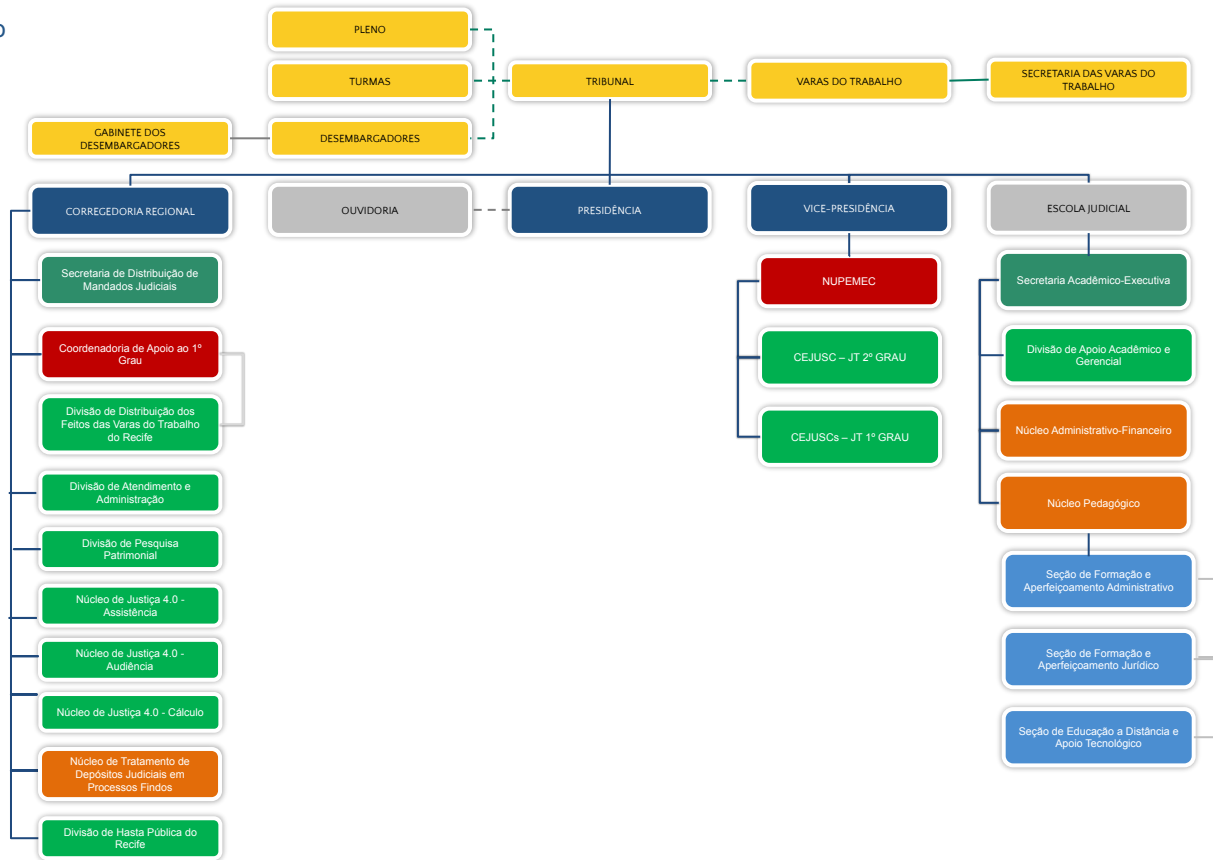 o
PLENO
TURMAS
TRIBUNAL
VARAS DO TRABALHO
SECRETARIA DAS VARAS DO
TRABALHO
GABINETE DOS
DESEMBARGADORES
DESEMBARGADORES
CORREGEDORIA REGIONAL
OUVIDORIA
PRESIDÊNCIA
VICE-PRESIDÊNCIA
ESCOLA JUDICIAL
Secretaria de Distribuição de
Mandados Judiciais
Coordenadoria de Apoio ao 1º
Grau
Divisão de Distribuição dos
Feitos das Varas do Trabalho
do Recife
Divisão de Atendimento e
Administração
Divisão de Pesquisa
Patrimonial
Núcleo de Justiça 4.0 -
Assistência
Núcleo de Justiça 4.0 -
Audiência
Núcleo de Justiça 4.0 - Cálculo
Núcleo de Tratamento de
Depósitos Judiciais em
Processos Findos
Divisão de Hasta Pública do
Recife
NUPEMEC
CEJUSC – JT 2º GRAU
CEJUSCs – JT 1º GRAU
Secretaria Acadêmico-Executiva
Divisão de Apoio Acadêmico e
Gerencial
Núcleo Administrativo-Financeiro
Núcleo Pedagógico
Seção de Formação e
Aperfeiçoamento Administrativo
Seção de Formação e
Aperfeiçoamento Jurídico
Seção de Educação a Distância e
Apoio Tecnológico